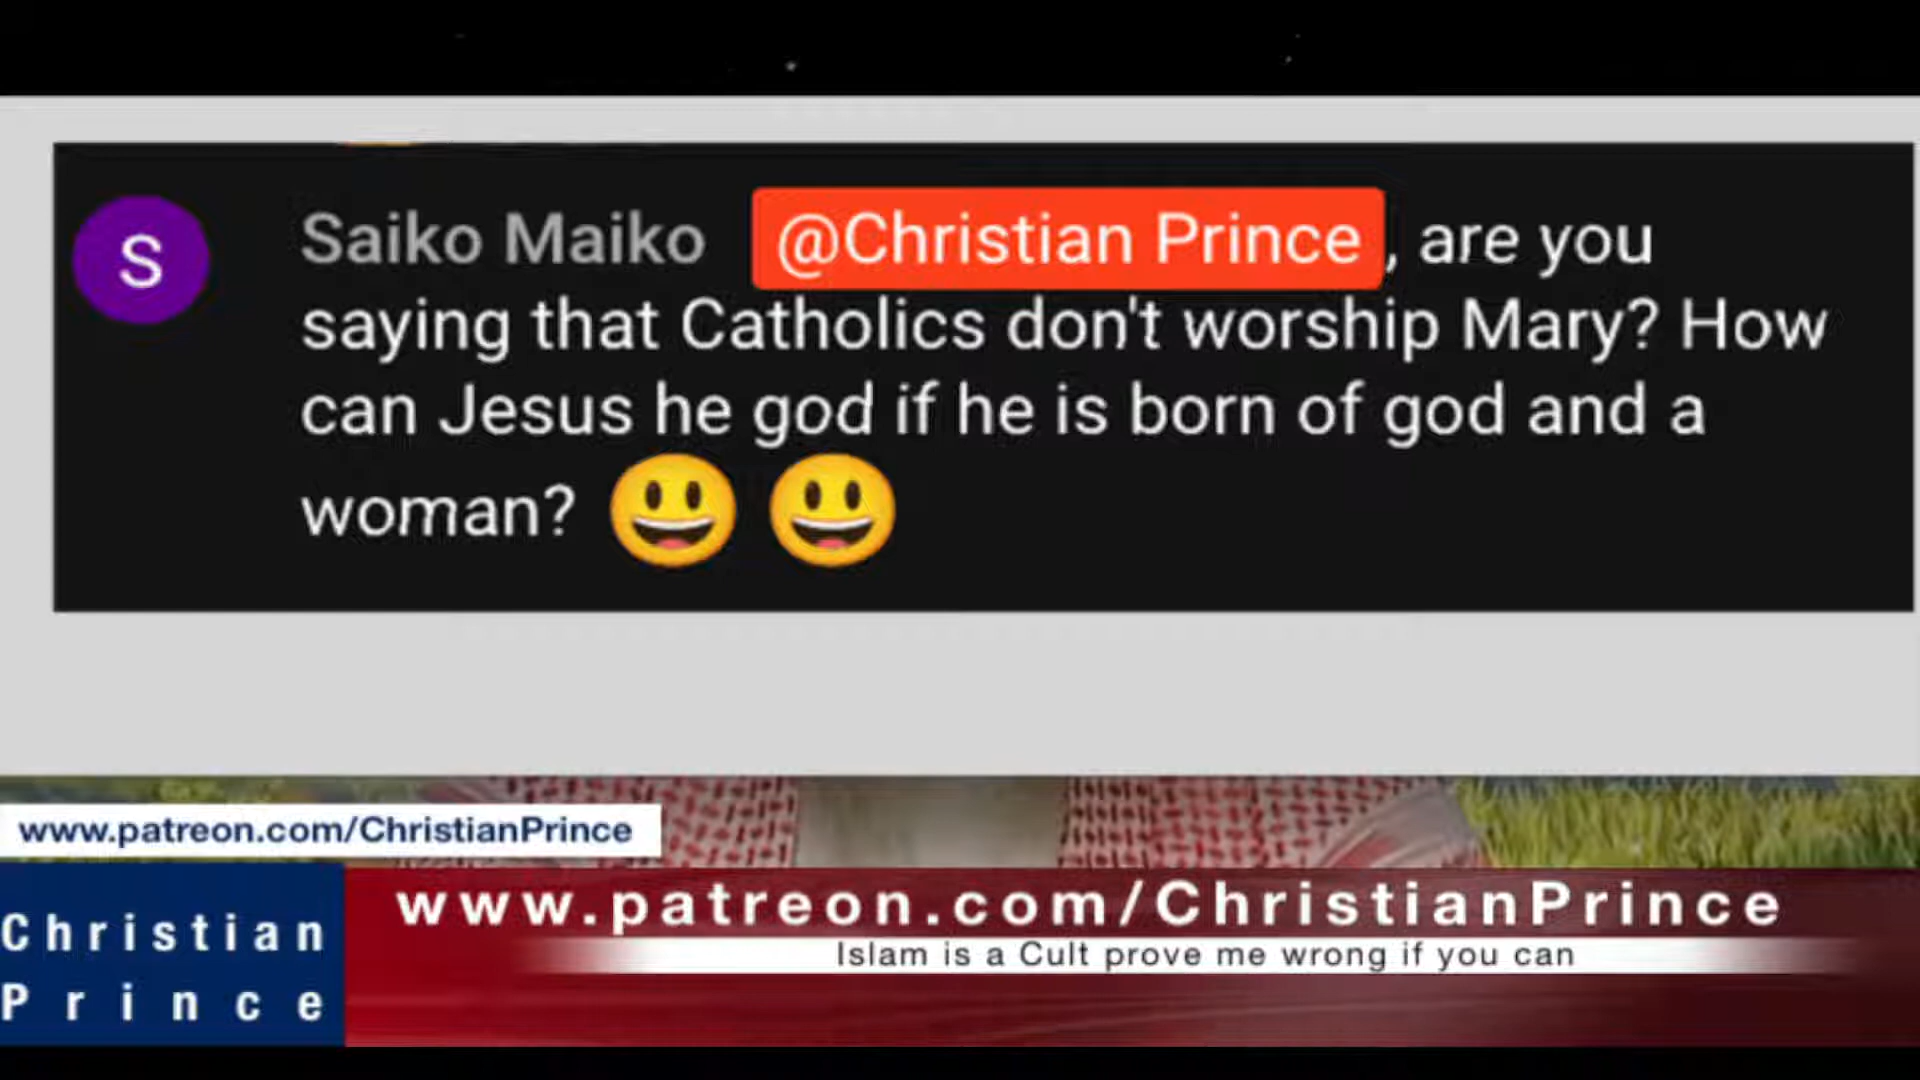 S
Saiko Maiko @Christian Prince, are you
saying that Catholics don't worship Mary? How
can Jesus he god if he is born of god and a
woman? 😃 😃
www.patreon.com/ChristianPrince
Christian
Prince
www.patreon.com/ChristianPrince
Islam is a Cult prove me wrong if you can